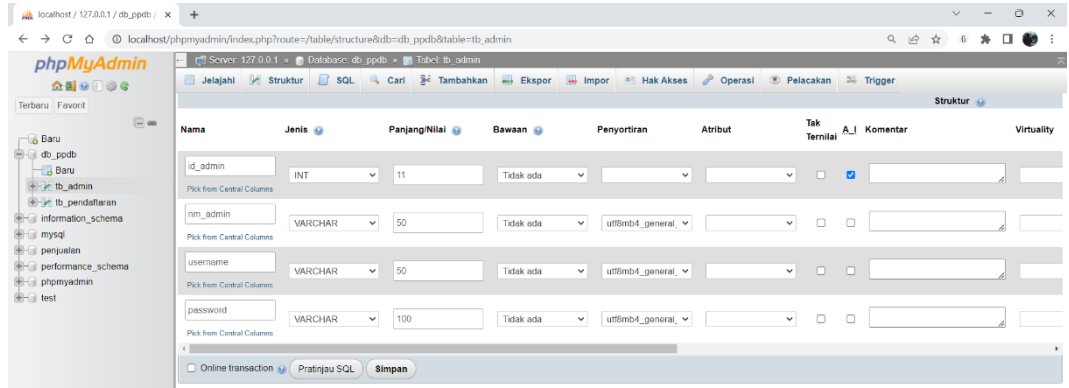 localhost / 127.0.0.1 / db_ppdb /
localhost/phpmyadmin/index.php?route=/table/structure&db=db_ppdb&table=tb_admin
phpMyAdmin
Terbaru Favorit
Baru
db_ppdb
Baru
tb_admin
tb_pendaftaran
information_schema
mysql
penjualan
performance_schema
phpmyadmin
test
Server: 127.0.0.1 » Database: db_ppdb » Tabel: tb_admin
Jelajahi Struktur SQL Cari Tambahkan Ekspor Impor Hak Akses Operasi Pelacakan Trigger
Struktur
Nama Jenis Panjang/Nilai Bawaan Penyortiran Atribut Tak Ternilai A_I Komentar Virtuality
id_admin INT 11 Tidak ada
Pick from Central Columns
nm_admin VARCHAR 50 Tidak ada utf8mb4_general_
Pick from Central Columns
username VARCHAR 50 Tidak ada utf8mb4_general_
Pick from Central Columns
password VARCHAR 100 Tidak ada utf8mb4_general_
Pick from Central Columns
Online transaction Pratinjau SQL Simpan